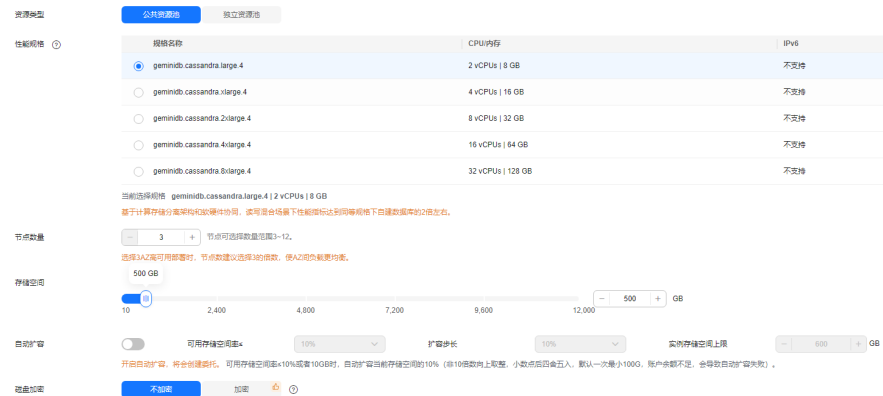 资源类型 公共资源池 独立资源池
性能规格 规格名称 CPU/内存 IPv6
geminidb.cassandra.large.4 2 vCPUs | 8 GB 不支持
geminidb.cassandra.xlarge.4 4 vCPUs | 16 GB 不支持
geminidb.cassandra.2xlarge.4 8 vCPUs | 32 GB 不支持
geminidb.cassandra.4xlarge.4 16 vCPUs | 64 GB 不支持
geminidb.cassandra.8xlarge.4 32 vCPUs | 128 GB 不支持
当前选择规格 geminidb.cassandra.large.4 | 2 vCPUs | 8 GB
基于计算存储分离架构和软硬件协同，读写混合场景下性能指标达到同等规格下自建数据库的2倍左右。
节点数量 − 3 + 节点可选择数量范围3~12。
选择3AZ高可用部署时，节点数建议选择3的倍数，使AZ间负载更均衡。
500 GB
存储空间
− 500 + GB
10 2,400 4,800 7,200 9,600 12,000
自动扩容 可用存储空间率≤ 10% 扩容步长 10% 实例存储空间上限 − 600 + GB
开启自动扩容，将会创建委托。 可用存储空间率≤10%或者10GB时，自动扩容当前存储空间的10%（非10倍数向上取整，小数点后四舍五入，默认一次最小100G，账户余额不足，会导致自动扩容失败）。
磁盘加密 不加密 加密